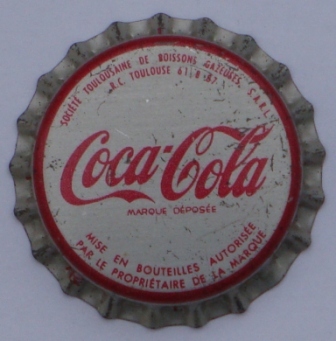 SOCIÉTÉ TOULOUSAINE DE BOISSONS GAZEUSES, S.A.R.L.
R.C. TOULOUSE 61 B 87
Coca-Cola
MARQUE DÉPOSÉE
MISE EN BOUTEILLES AUTORISÉE
PAR LE PROPRIÉTAIRE DE LA MARQUE